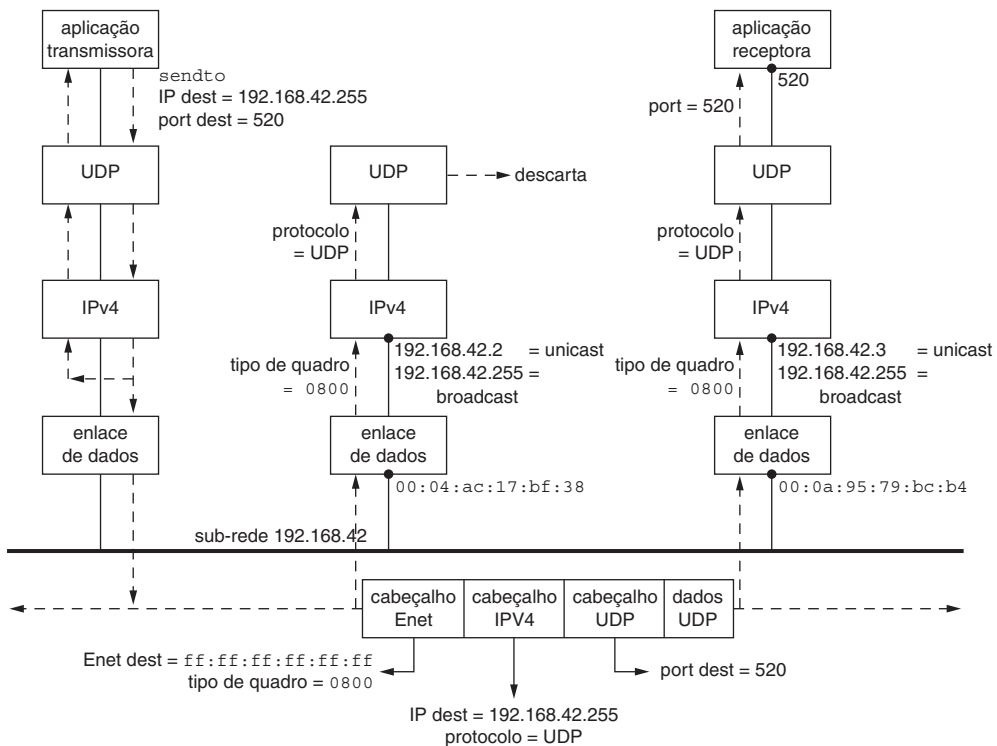 aplicação
transmissora
sendto
IP dest = 192.168.42.255
port dest = 520
aplicação
receptora
520
port = 520
UDP
UDP
descarta
UDP
protocolo
= UDP
protocolo
= UDP
IPv4
IPv4
IPv4
tipo de quadro
= 0800
192.168.42.2 = unicast
192.168.42.255 =
broadcast
tipo de quadro
= 0800
192.168.42.3 = unicast
192.168.42.255 =
broadcast
enlace
de dados
enlace
de dados
00:04:ac:17:bf:38
enlace
de dados
00:0a:95:79:bc:b4
sub-rede 192.168.42
cabeçalho
Enet
cabeçalho
IPV4
cabeçalho
UDP
dados
UDP
Enet dest = ff:ff:ff:ff:ff:ff
tipo de quadro = 0800
port dest = 520
IP dest = 192.168.42.255
protocolo = UDP